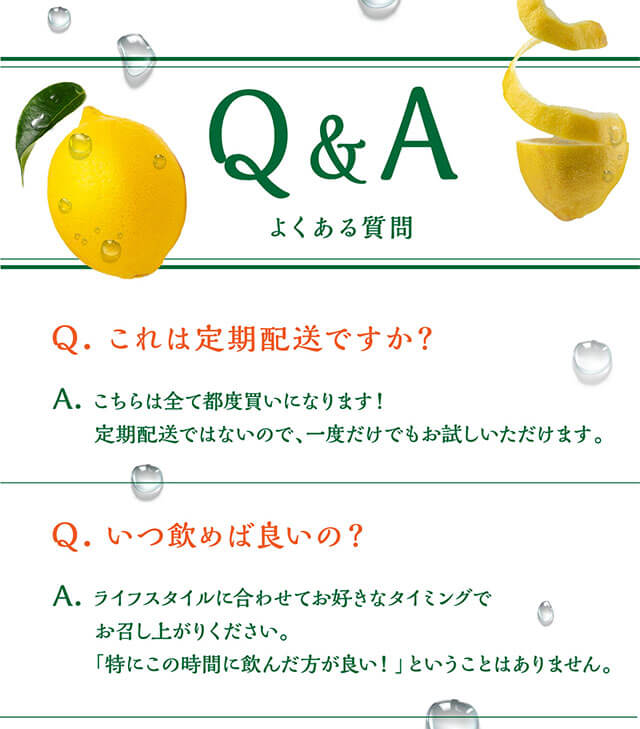 Q&A
よくある質問
Q. これは定期配送ですか？
A. こちらは全て都度買いになります！
定期配送ではないので、一度だけでもお試しいただけます。
Q. いつ飲めば良いの？
A. ライフスタイルに合わせてお好きなタイミングで
お召し上がりください。
「特にこの時間に飲んだ方が良い！」ということはありません。